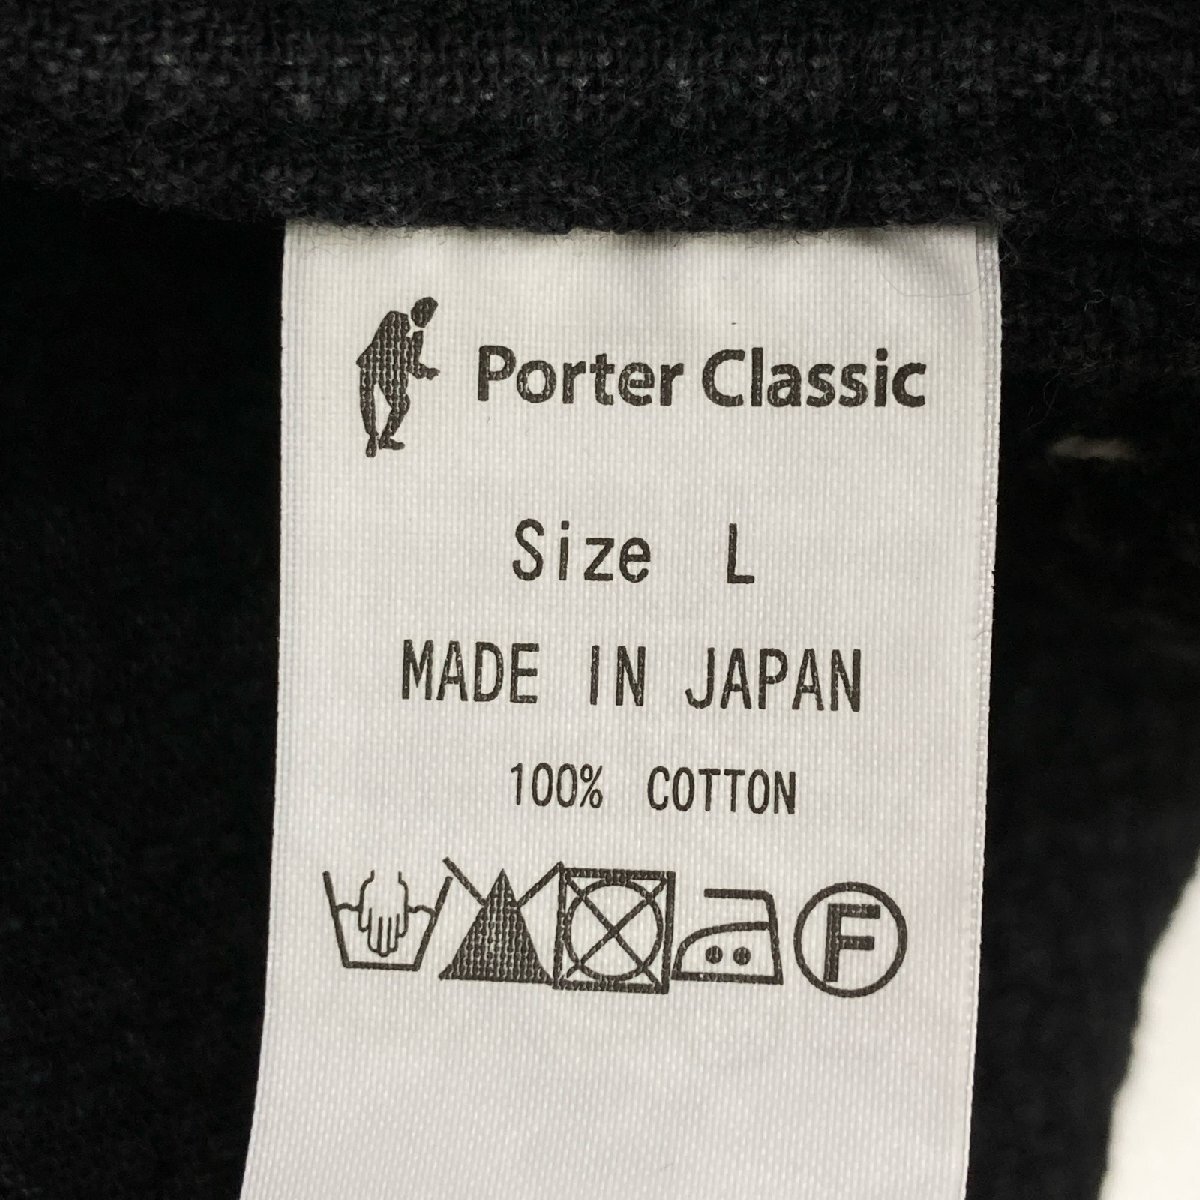 Porter Classic
Size L
MADE IN JAPAN
100% COTTON
F